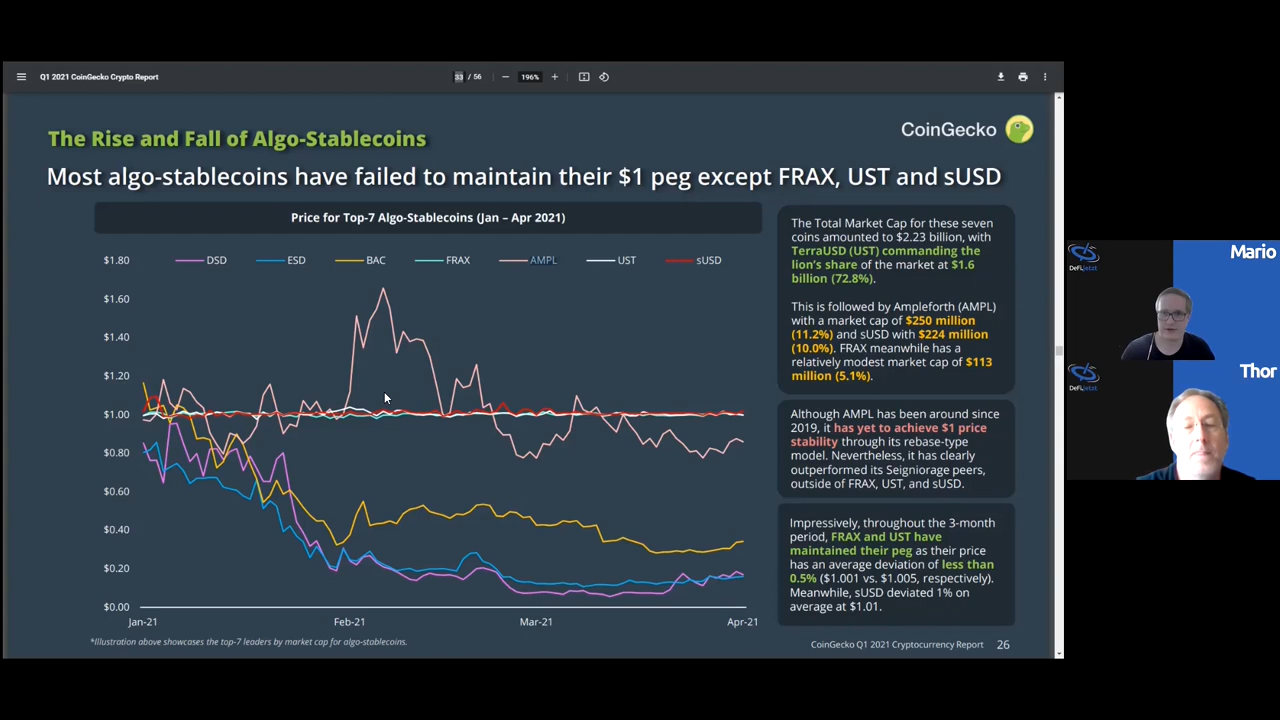 Q1 2021 CoinGecko Crypto Report
33 / 56
196%
The Rise and Fall of Algo-Stablecoins
CoinGecko
Most algo-stablecoins have failed to maintain their $1 peg except FRAX, UST and sUSD
Price for Top-7 Algo-Stablecoins (Jan – Apr 2021)
DSD ESD BAC FRAX AMPL UST sUSD
$1.80
$1.60
$1.40
$1.20
$1.00
$0.80
$0.60
$0.40
$0.20
$0.00
Jan-21 Feb-21 Mar-21 Apr-21
*Illustration above showcases the top-7 leaders by market cap for algo-stablecoins.
The Total Market Cap for these seven
coins amounted to $2.23 billion, with
TerraUSD (UST) commanding the
lion's share of the market at $1.6
billion (72.8%).
This is followed by Ampleforth (AMPL)
with a market cap of $250 million
(11.2%) and sUSD with $224 million
(10.0%). FRAX meanwhile has a
relatively modest market cap of $113
million (5.1%).
Although AMPL has been around since
2019, it has yet to achieve $1 price
stability through its rebase-type
model. Nevertheless, it has clearly
outperformed its Seigniorage peers,
outside of FRAX, UST, and sUSD.
Impressively, throughout the 3-month
period, FRAX and UST have
maintained their peg as their price
has an average deviation of less than
0.5% ($1.001 vs. $1.005, respectively).
Meanwhile, sUSD deviated 1% on
average at $1.01.
CoinGecko Q1 2021 Cryptocurrency Report 26
Mario
DeFi.Jetzt
Thor
DeFi.Jetzt